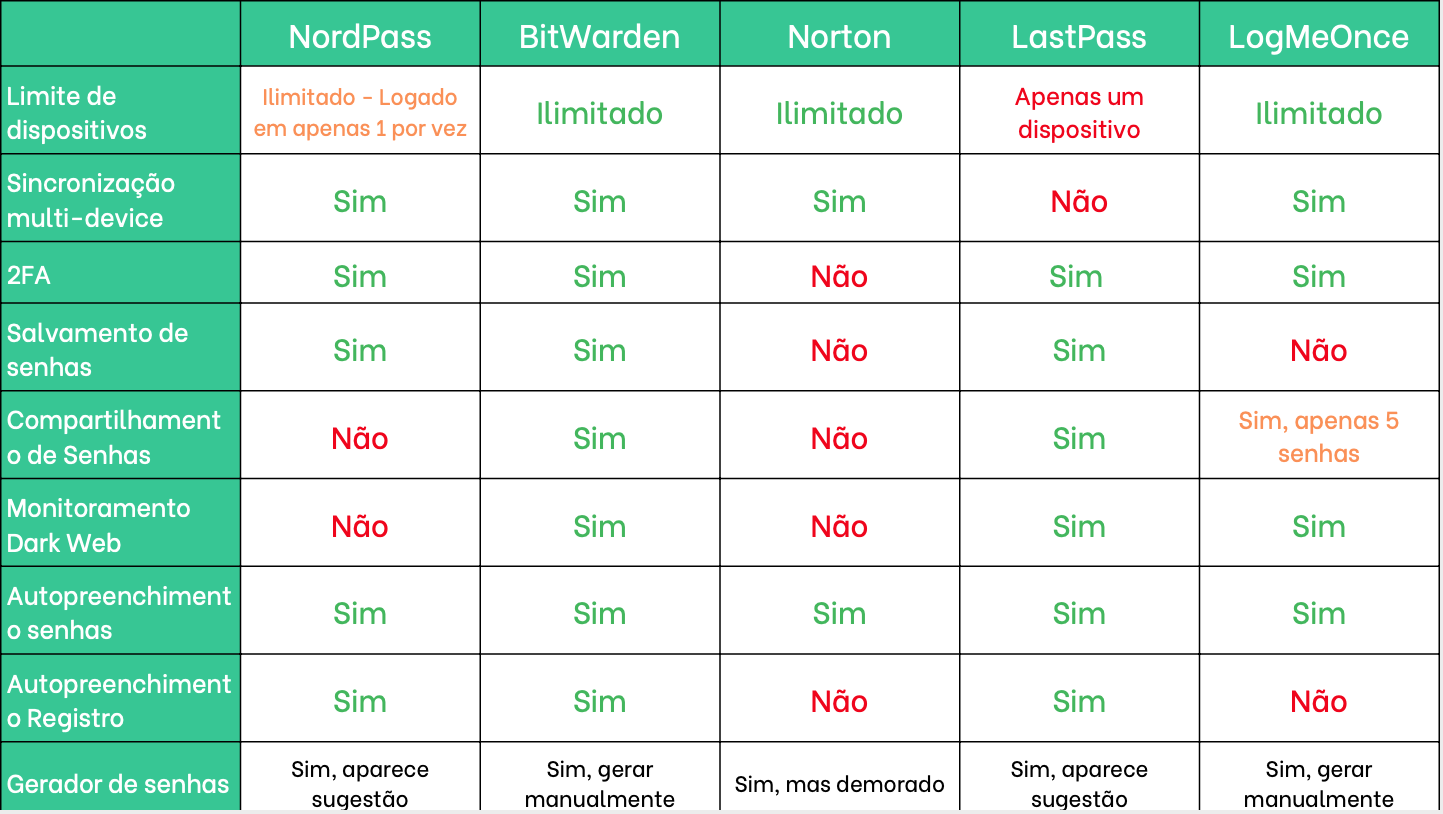 NordPass BitWarden Norton LastPass LogMeOnce
Limite de
dispositivos
Ilimitado - Logado
em apenas 1 por vez
Ilimitado
Ilimitado
Apenas um
dispositivo
Ilimitado
Sincronização
multi-device
Sim
Sim
Sim
Não
Sim
2FA
Sim
Sim
Não
Sim
Sim
Salvamento de
senhas
Sim
Sim
Não
Sim
Não
Compartilhament
o de Senhas
Não
Sim
Não
Sim
Sim, apenas 5
senhas
Monitoramento
Dark Web
Não
Sim
Não
Sim
Sim
Autopreenchiment
o senhas
Sim
Sim
Sim
Sim
Sim
Autopreenchiment
o Registro
Sim
Sim
Não
Sim
Não
Gerador de senhas
Sim, aparece
sugestão
Sim, gerar
manualmente
Sim, mas demorado
Sim, aparece
sugestão
Sim, gerar
manualmente